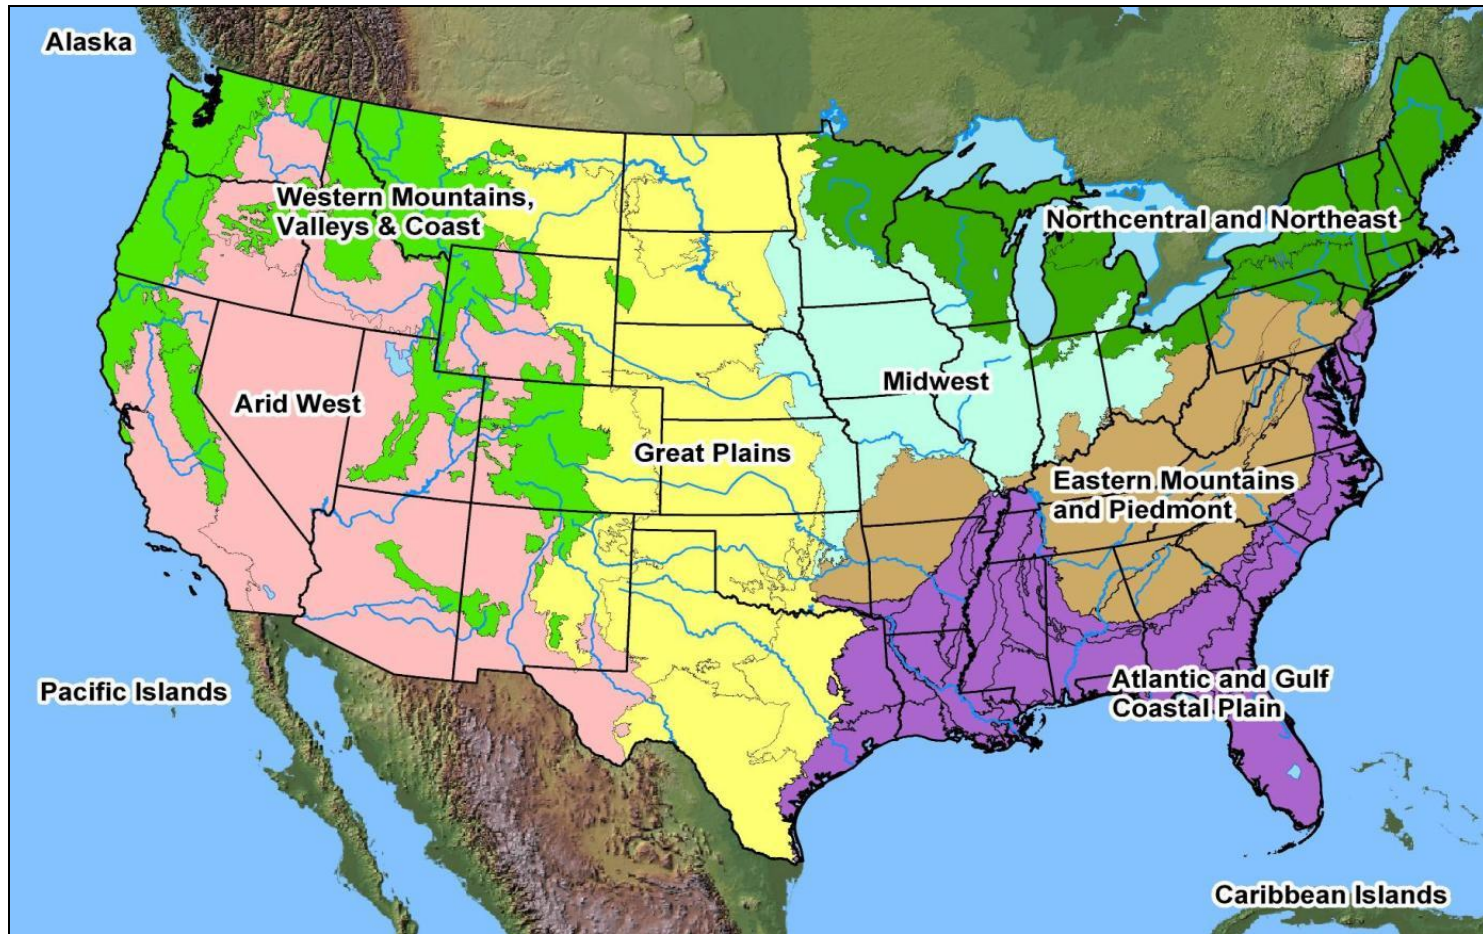 Alaska
Western Mountains,
Valleys & Coast
Northcentral and Northeast
Arid West
Midwest
Great Plains
Eastern Mountains
and Piedmont
Pacific Islands
Atlantic and Gulf
Coastal Plain
Caribbean Islands